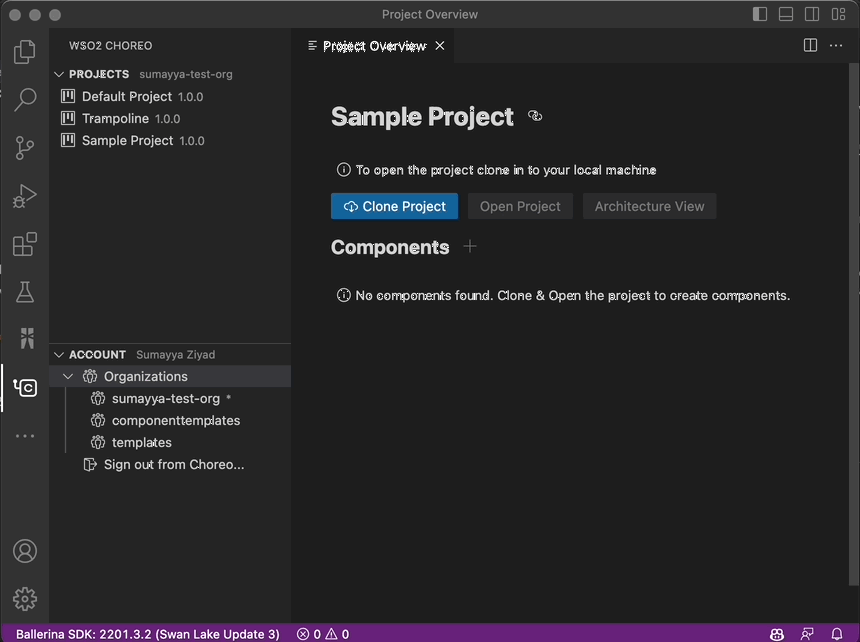 Project Overview
WSO2 CHOREO
PROJECTS sumayya-test-org
Default Project 1.0.0
Trampoline 1.0.0
Sample Project 1.0.0
ACCOUNT Sumayya Ziyad
Organizations
sumayya-test-org *
componenttemplates
templates
Sign out from Choreo...
Project Overview
Sample Project
To open the project clone in to your local machine
Clone Project Open Project Architecture View
Components
No components found. Clone & Open the project to create components.
Ballerina SDK: 2201.3.2 (Swan Lake Update 3) 0 0